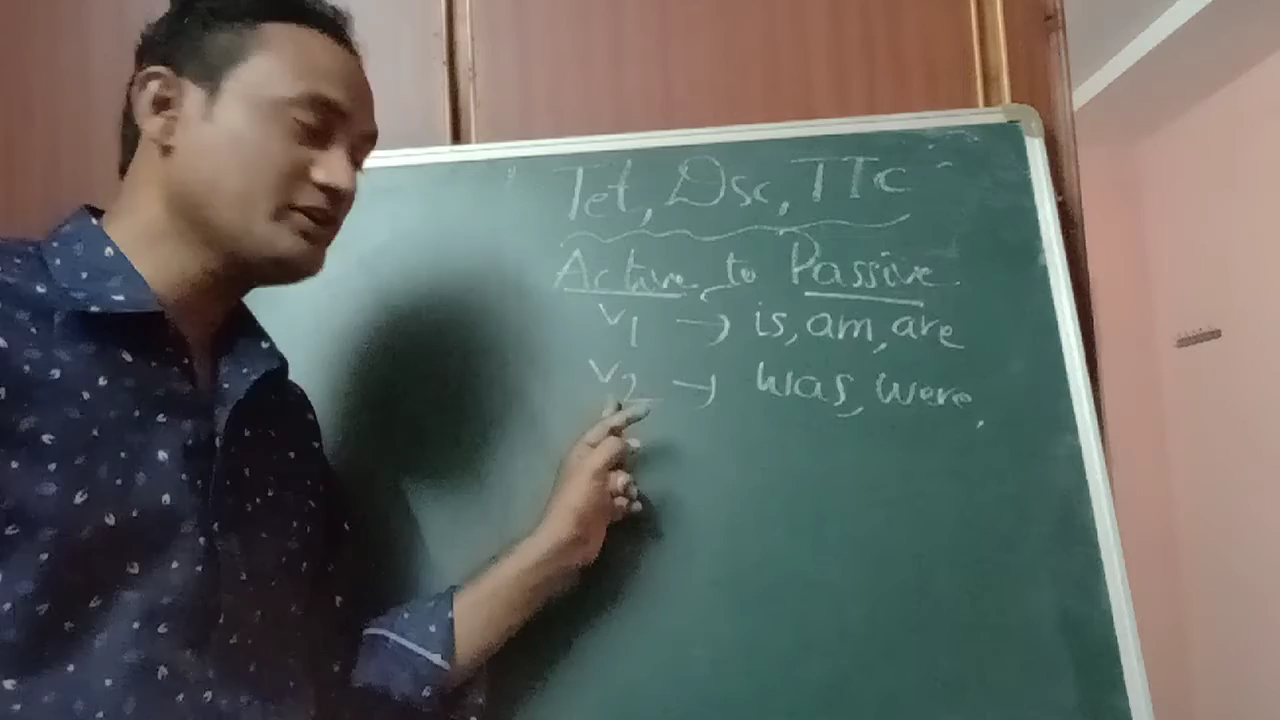 Tet, Dsc, TTc
Active to Passive
V1 → is, am, are
V2 → was, were,